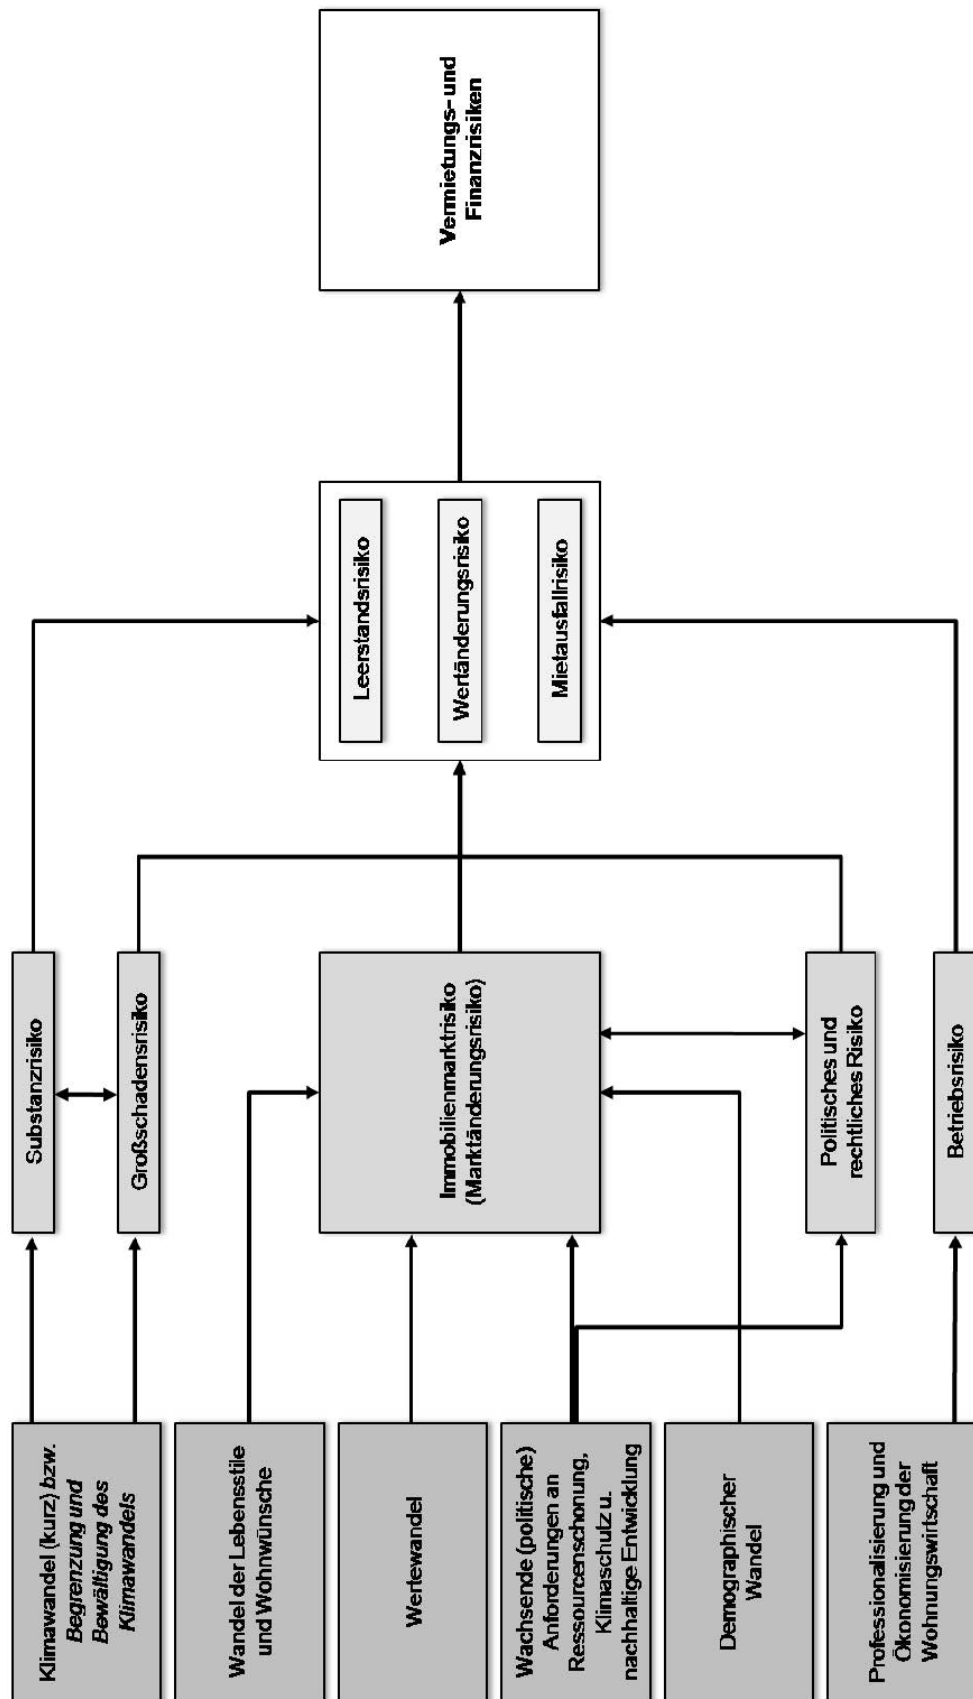 Klimawandel (kurz) bzw.
Begrenzung und
Bewältigung des
Klimawandels
Wandel der Lebensstile
und Wohnwünsche
Wertewandel
Wachsende (politische)
Anforderungen an
Ressourcenschonung,
Klimaschutz u.
nachhaltige Entwicklung
Demographischer
Wandel
Professionalisierung und
Ökonomisierung der
Wohnungswirtschaft
Substanzrisiko
Großschadensrisiko
Immobilienmarktrisiko
(Marktänderungsrisiko)
Politisches und
rechtliches Risiko
Betriebsrisiko
Leerstandsrisiko
Wertänderungsrisiko
Mietausfallrisiko
Vermietungs- und
Finanzrisiken